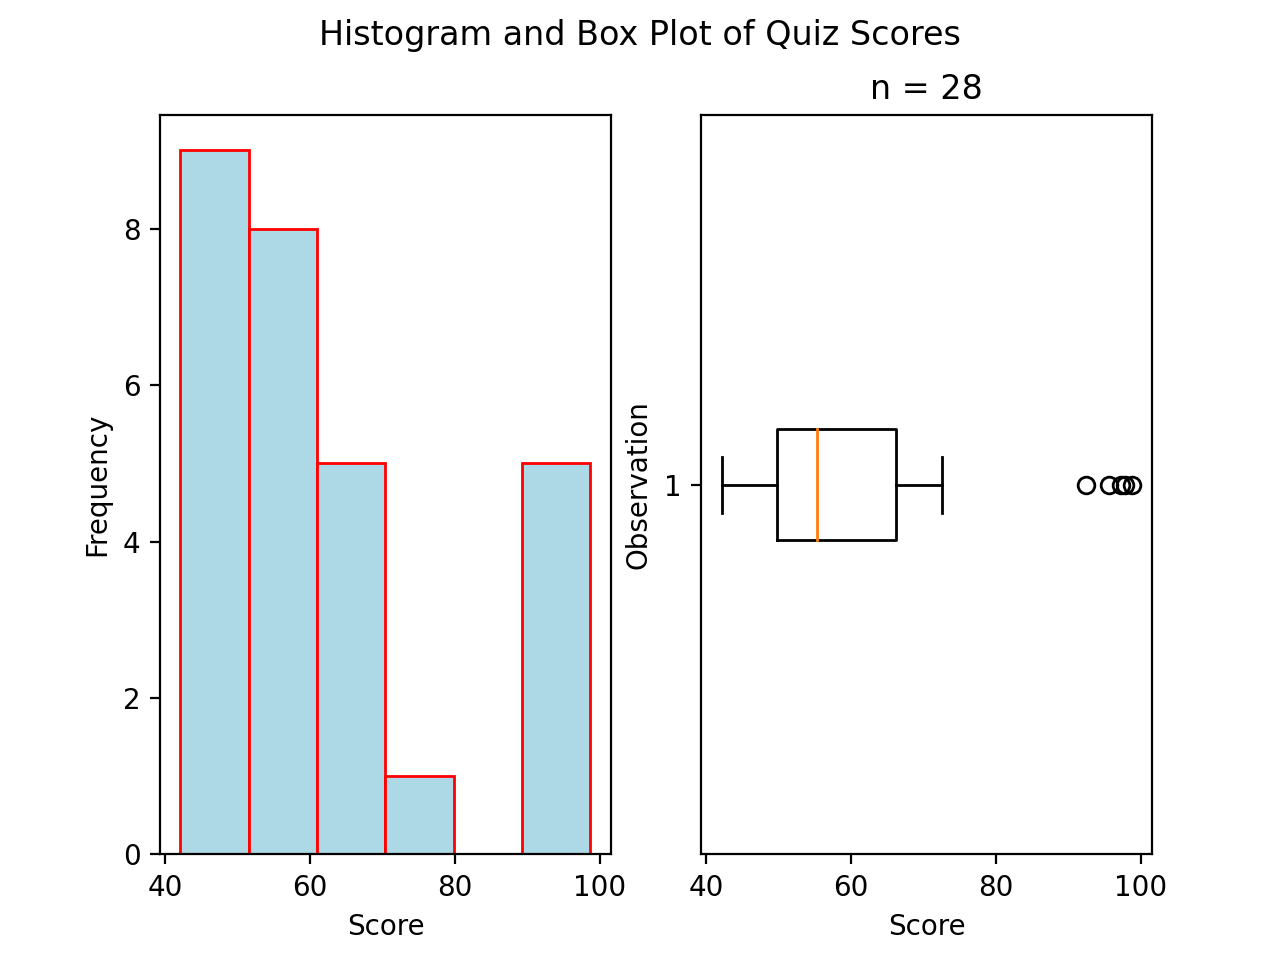 Histogram and Box Plot of Quiz Scores
n = 28
Frequency
8
6
4
2
0
40 60 80 100
Score
Observation
1
40 60 80 100
Score